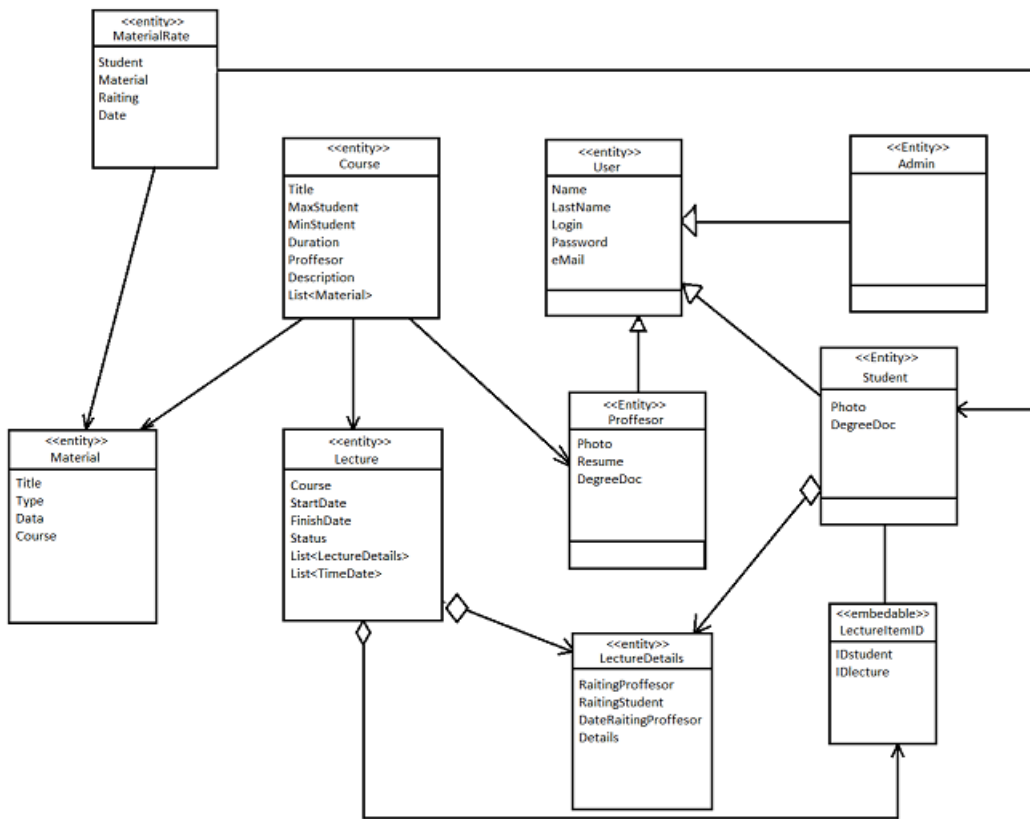 <<entity>>
MaterialRate
Student
Material
Raiting
Date
<<entity>>
Course
Title
MaxStudent
MinStudent
Duration
Proffesor
Description
List<Material>
<<entity>>
User
Name
LastName
Login
Password
eMail
<<Entity>>
Admin
<<Entity>>
Student
Photo
DegreeDoc
<<entity>>
Material
Title
Type
Data
Course
<<entity>>
Lecture
Course
StartDate
FinishDate
Status
List<LectureDetails>
List<TimeDate>
<<Entity>>
Proffesor
Photo
Resume
DegreeDoc
<<entity>>
LectureDetails
RaitingProffesor
RaitingStudent
DateRaitingProffesor
Details
<<embedable>>
LectureItemID
IDstudent
IDlecture